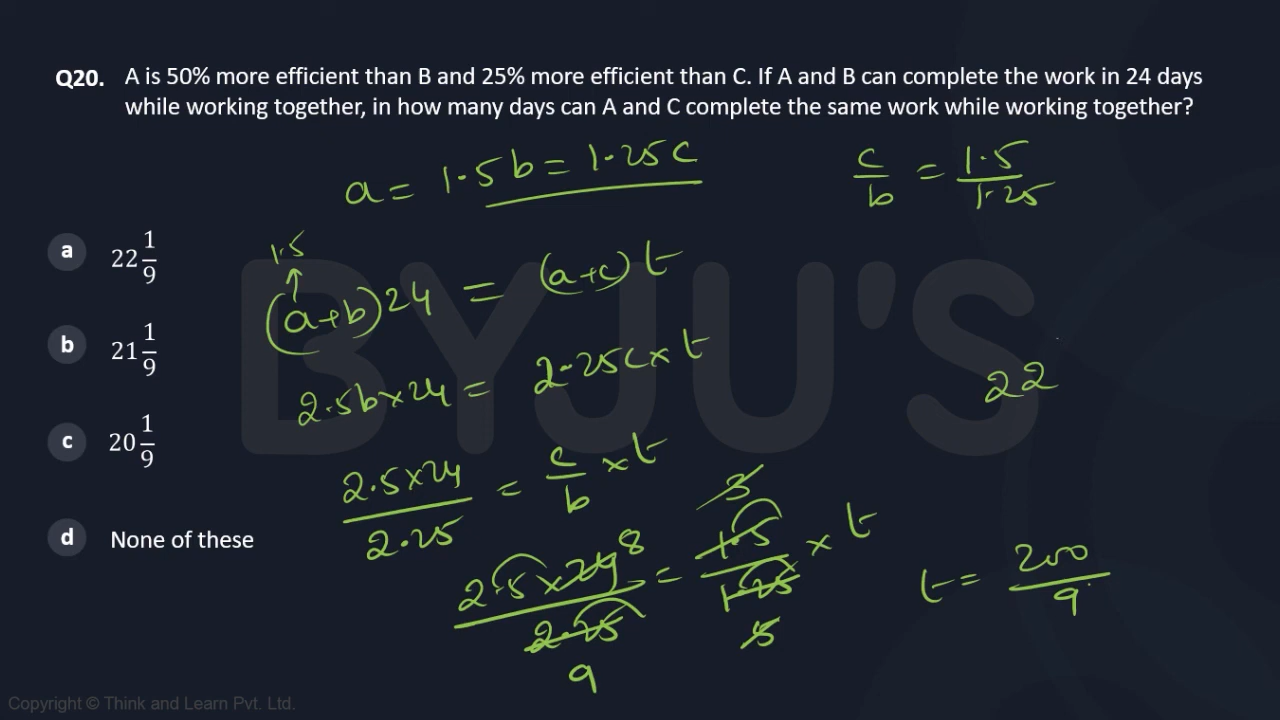 Q20. A is 50% more efficient than B and 25% more efficient than C. If A and B can complete the work in 24 days
while working together, in how many days can A and C complete the same work while working together?
a = 1.5b = 1.25c
c/b = 1.5/1.25
a 22 1/9
1.5
(a+b)24 = (a+c)t
b 21 1/9
2.5b×24 = 2.25c×t
22
c 20 1/9
2.5×24/2.25 = c/b ×t
3
d None of these
2.5×24 8/2.25 = 1.5/1.25 × t
t = 200/9
5
9
BYJU'S
Copyright © Think and Learn Pvt. Ltd.